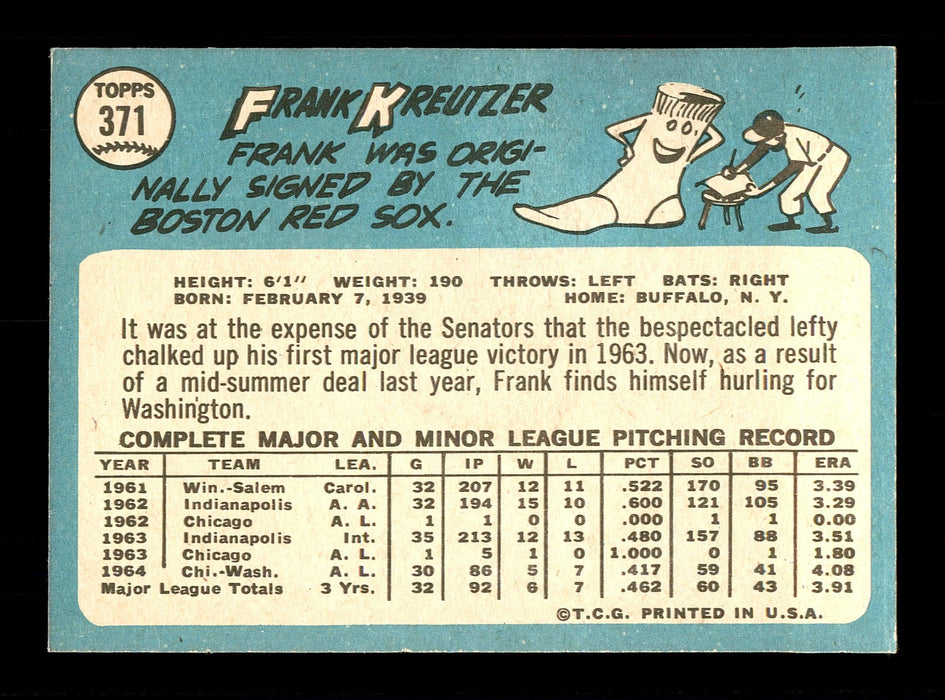 TOPPS
371
FRANK KREUTZER
FRANK WAS ORIGI-
NALLY SIGNED BY THE
BOSTON RED SOX.
HEIGHT: 6'1" WEIGHT: 190 THROWS: LEFT BATS: RIGHT
BORN: FEBRUARY 7, 1939 HOME: BUFFALO, N. Y.
It was at the expense of the Senators that the bespectacled lefty
chalked up his first major league victory in 1963. Now, as a result
of a mid-summer deal last year, Frank finds himself hurling for
Washington.
COMPLETE MAJOR AND MINOR LEAGUE PITCHING RECORD
YEAR TEAM LEA. G IP W L PCT SO BB ERA
1961 Win.-Salem Carol. 32 207 12 11 .522 170 95 3.39
1962 Indianapolis A. A. 32 194 15 10 .600 121 105 3.29
1962 Chicago A. L. 1 1 0 0 .000 1 1 0.00
1963 Indianapolis Int. 35 213 12 13 .480 157 88 3.51
1963 Chicago A. L. 1 5 1 0 1.000 0 1 1.80
1964 Chi.-Wash. A. L. 30 86 5 7 .417 59 41 4.08
Major League Totals 3 Yrs. 32 92 6 7 .462 60 43 3.91
©T.C.G. PRINTED IN U.S.A.